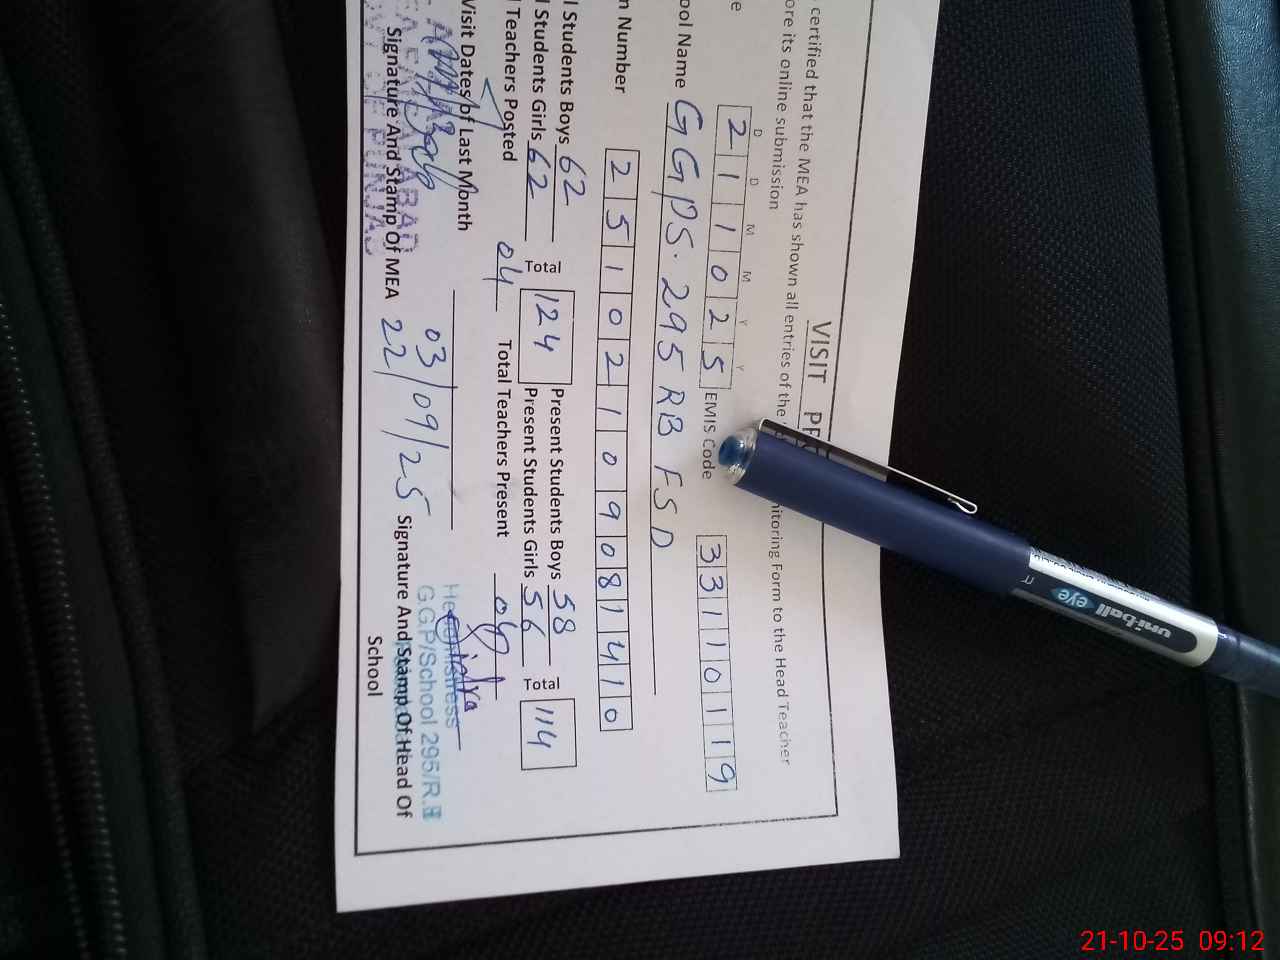 VISIT PE
certified that the MEA has shown all entries of the
nitoring Form to the Head Teacher
ore its online submission
D D M M Y Y
e 2 1 1 0 2 5 EMIS Code 3 3 1 1 0 1 1 9
ool Name GGPS. 295 RB FSD
n Number 2 5 1 0 2 1 0 9 0 8 1 4 1 0
l Students Boys 62 Total 124 Present Students Boys 58 Total 114
l Students Girls 62 Present Students Girls 56
l Teachers Posted 04 Total Teachers Present 04
Visit Dates of Last Month 03/09/25
22
Signature And Stamp Of MEA
Signature And Stamp Of Head Of
School
G.G.P/School 295/R.B
PUNJAB
uni-ball
eye
21-10-25 09:12